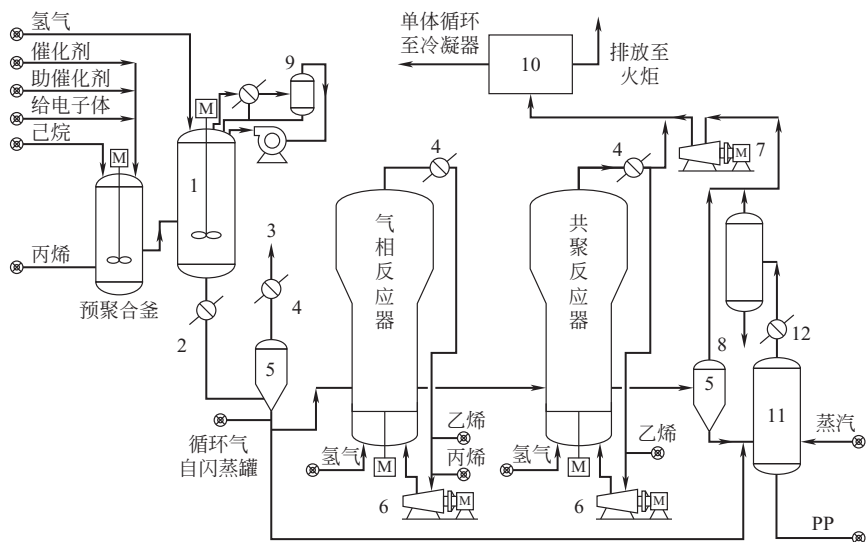 氢气
催化剂
助催化剂
给电子体
己烷
丙烯
M
预聚合釜
M
1
2
9
3
4
5
循环气
自闪蒸罐
单体循环
至冷凝器
10
排放至
火炬
4
气相反应器
M
氢气
乙烯
丙烯
M
6
4
共聚反应器
M
氢气
乙烯
M
6
M
7
8
5
12
11
蒸汽
PP